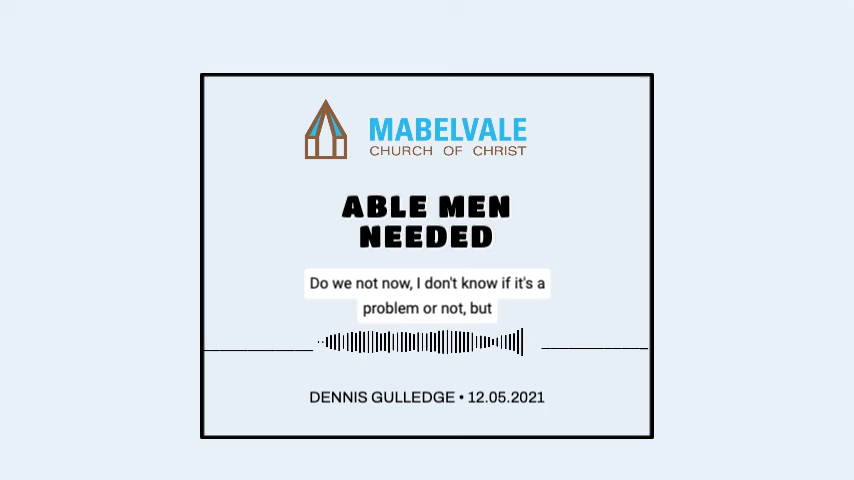 MABELVALE
CHURCH OF CHRIST
ABLE MEN
NEEDED
Do we not now, I don't know if it's a
problem or not, but
DENNIS GULLEDGE • 12.05.2021